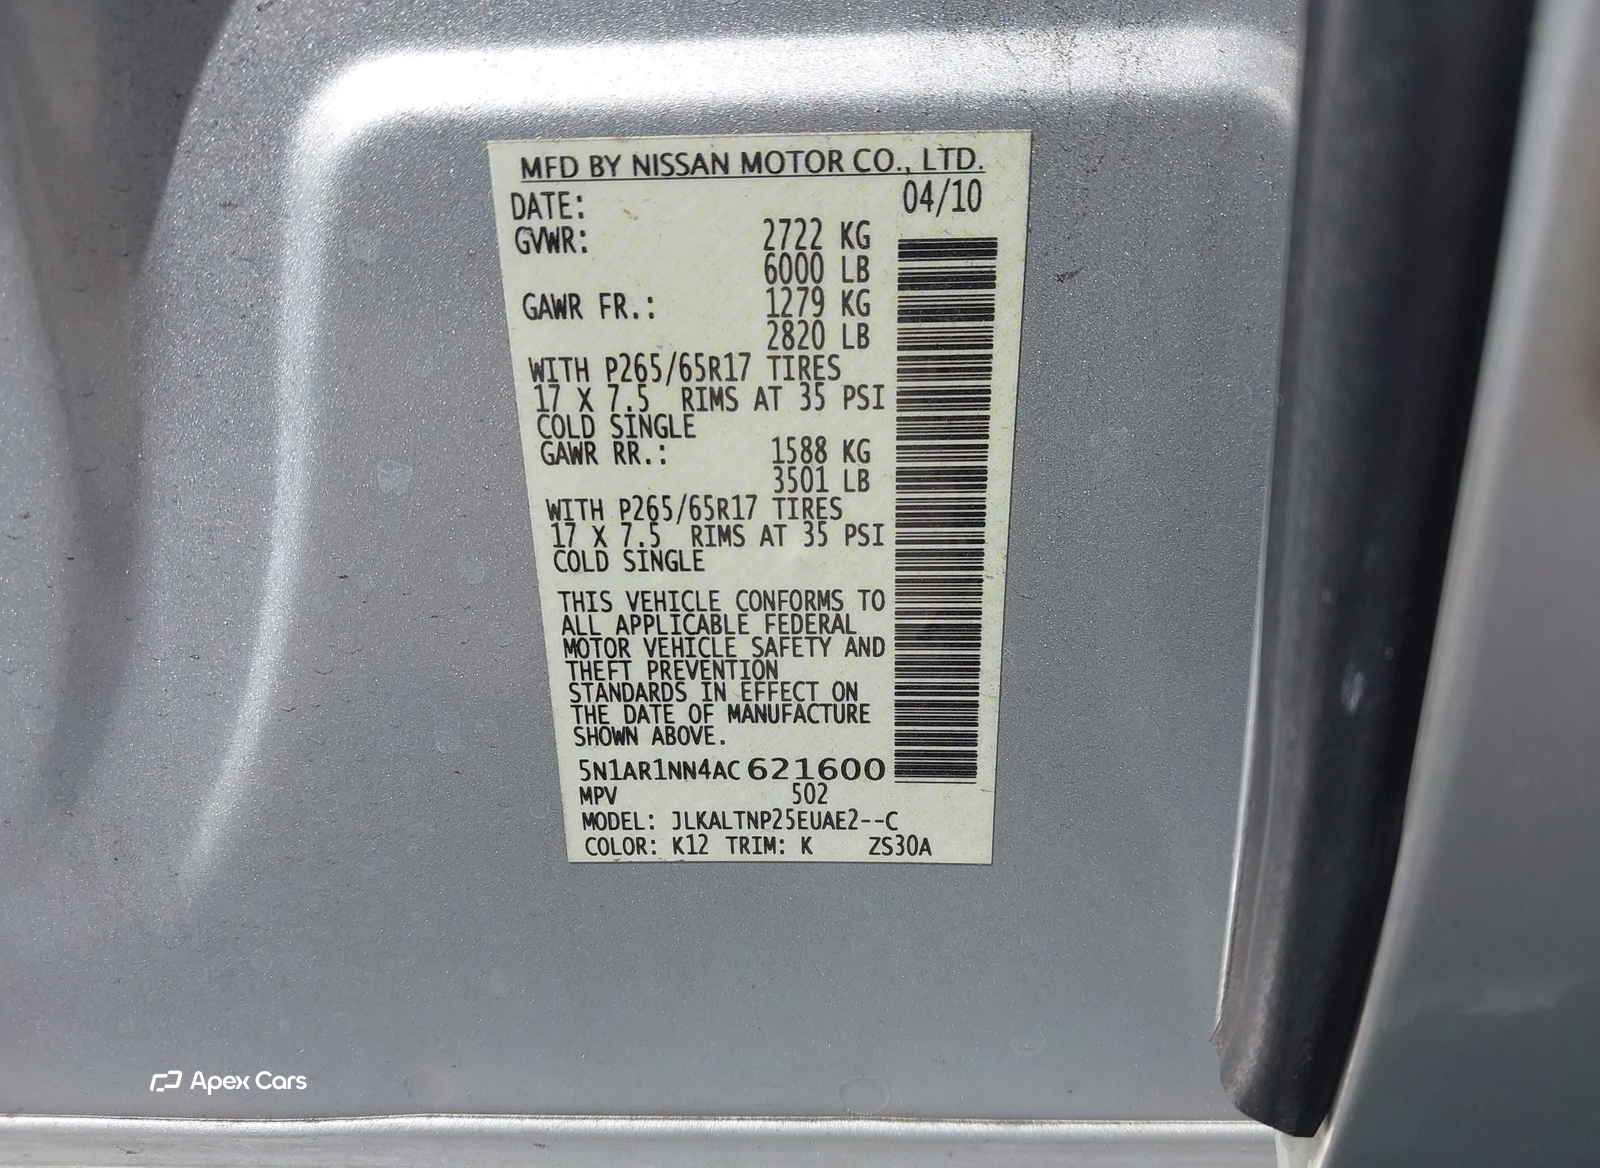 MFD BY NISSAN MOTOR CO., LTD.
DATE: 04/10
GVWR: 2722 KG
6000 LB
GAWR FR.: 1279 KG
2820 LB
WITH P265/65R17 TIRES
17 X 7.5 RIMS AT 35 PSI
COLD SINGLE
GAWR RR.: 1588 KG
3501 LB
WITH P265/65R17 TIRES
17 X 7.5 RIMS AT 35 PSI
COLD SINGLE
THIS VEHICLE CONFORMS TO
ALL APPLICABLE FEDERAL
MOTOR VEHICLE SAFETY AND
THEFT PREVENTION
STANDARDS IN EFFECT ON
THE DATE OF MANUFACTURE
SHOWN ABOVE.
5N1AR1NN4AC621600
MPV 502
MODEL: JLKALTNP25EUAE2--C
COLOR: K12 TRIM: K ZS30A
Apex Cars